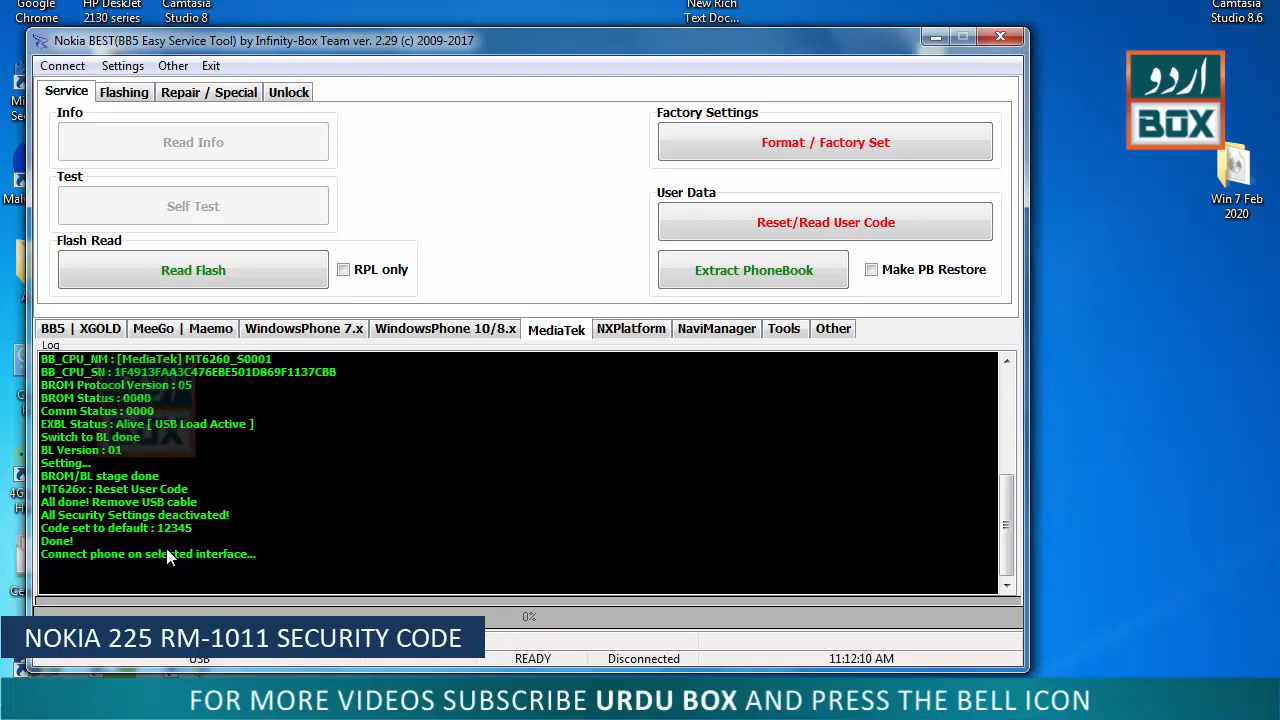 Google
Chrome
HP DeskJet
2130 series
Camtasia
Studio 8
New Rich
Text Doc...
Camtasia
Studio 8.6
Nokia BEST(BB5 Easy Service Tool) by Infinity-Box Team ver. 2.29 (c) 2009-2017
Connect Settings Other Exit
Service Flashing Repair / Special Unlock
Info
Read Info
Test
Self Test
Flash Read
Read Flash RPL only
Factory Settings
Format / Factory Set
User Data
Reset/Read User Code
Extract PhoneBook Make PB Restore
اردو
BOX
Win 7 Feb
2020
BB5 | XGOLD MeeGo | Maemo WindowsPhone 7.x WindowsPhone 10/8.x MediaTek NXPlatform NaviManager Tools Other
Log
BB_CPU_NM : [MediaTek] MT6260_S0001
BB_CPU_SN : 1F4913FAA3C476EBE501D869F1137CBB
BROM Protocol Version : 05
BROM Status : 0000
Comm Status : 0000
EXBL Status : Alive [ USB Load Active ]
Switch to BL done
BL Version : 01
Setting...
BROM/BL stage done
MT626x : Reset User Code
All done! Remove USB cable
All Security Settings deactivated!
Code set to default : 12345
Done!
Connect phone on selected interface...
0%
NOKIA 225 RM-1011 SECURITY CODE
USB READY Disconnected 11:12:10 AM
FOR MORE VIDEOS SUBSCRIBE URDU BOX AND PRESS THE BELL ICON